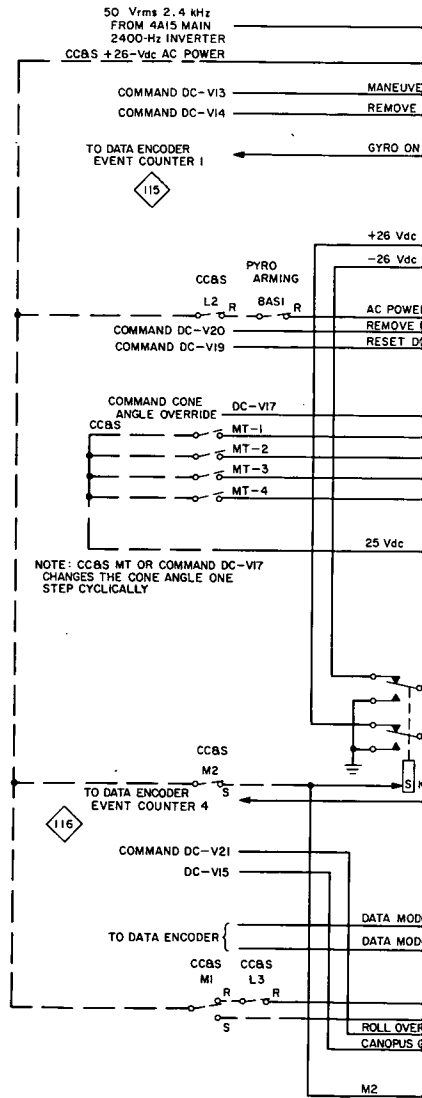 50 Vrms 2.4 kHz
FROM 4A15 MAIN
2400-Hz INVERTER
CC&S +26-Vdc AC POWER
COMMAND DC-V13
MANEUVE
COMMAND DC-V14
REMOVE
TO DATA ENCODER
EVENT COUNTER 1
GYRO ON
115
+26 Vdc
-26 Vdc
PYRO
ARMING
CC&S
L2
R
8AS1
R
AC POWER
COMMAND DC-V20
REMOVE
COMMAND DC-V19
RESET D
COMMAND CONE
ANGLE OVERRIDE
DC-V17
CC&S
MT-1
MT-2
MT-3
MT-4
25 Vdc
NOTE: CC&S MT OR COMMAND DC-V17
CHANGES THE CONE ANGLE ONE
STEP CYCLICALLY
CC&S
M2
S
S
TO DATA ENCODER
EVENT COUNTER 4
116
COMMAND DC-V21
DC-V15
DATA MOD
TO DATA ENCODER
DATA MOD
CC&S
M1
CC&S
L3
R
R
S
ROLL OVER
CANOPUS
M2